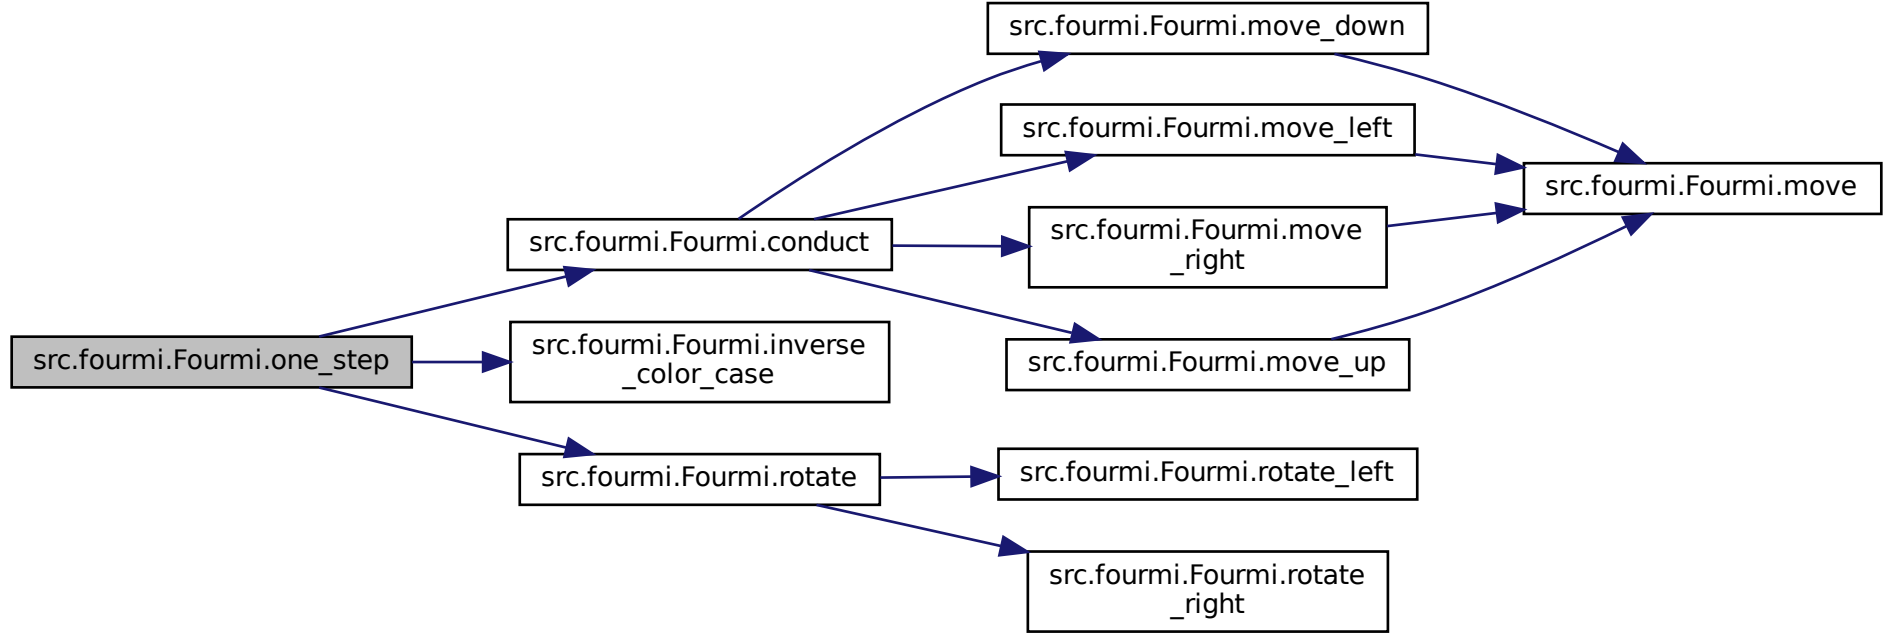 src.fourmi.Fourmi.one_step
src.fourmi.Fourmi.conduct
src.fourmi.Fourmi.inverse
_color_case
src.fourmi.Fourmi.rotate
src.fourmi.Fourmi.move_down
src.fourmi.Fourmi.move_left
src.fourmi.Fourmi.move
_right
src.fourmi.Fourmi.move_up
src.fourmi.Fourmi.rotate_left
src.fourmi.Fourmi.rotate
_right
src.fourmi.Fourmi.move